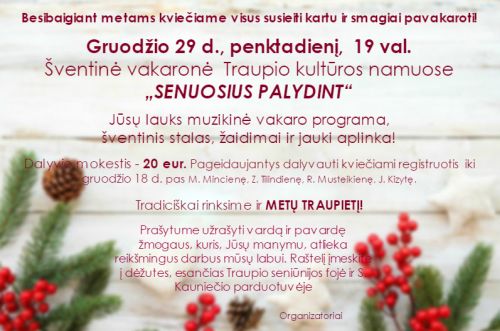 Besibaigiant metams kviečiame visus susieiti kartu ir smagiai pavakaroti!
Gruodžio 29 d., penktadienį, 19 val.
Šventinė vakaronė Traupio kultūros namuose
„SENUOSIUS PALYDINT“
Jūsų lauks muzikinė vakaro programa,
šventinis stalas, žaidimai ir jauki aplinka!
Dalyvio mokestis - 20 eur. Pageidaujantys dalyvauti kviečiami registruotis iki
gruodžio 18 d. pas M. Mincienę, Z. Tilindienę, R. Musteikienę, J. Kizytę.
Tradiciškai rinksime ir METŲ TRAUPIETĮ!
Prašytume užrašyti vardą ir pavardę
žmogaus, kuris, Jūsų manymu, atlieka
reikšmingus darbus mūsų labui. Raštelį įmeskite
į dėžutes, esančias Traupio seniūnijos fojė ir S.
Kauniečio parduotuvėje
Organizatoriai